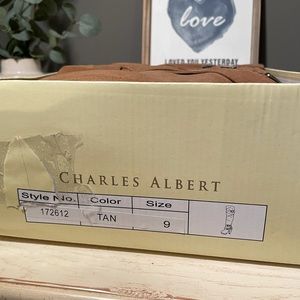 love
LOVED YOU YESTERDAY
CHARLES ALBERT
Style No. Color Size
172612 TAN 9